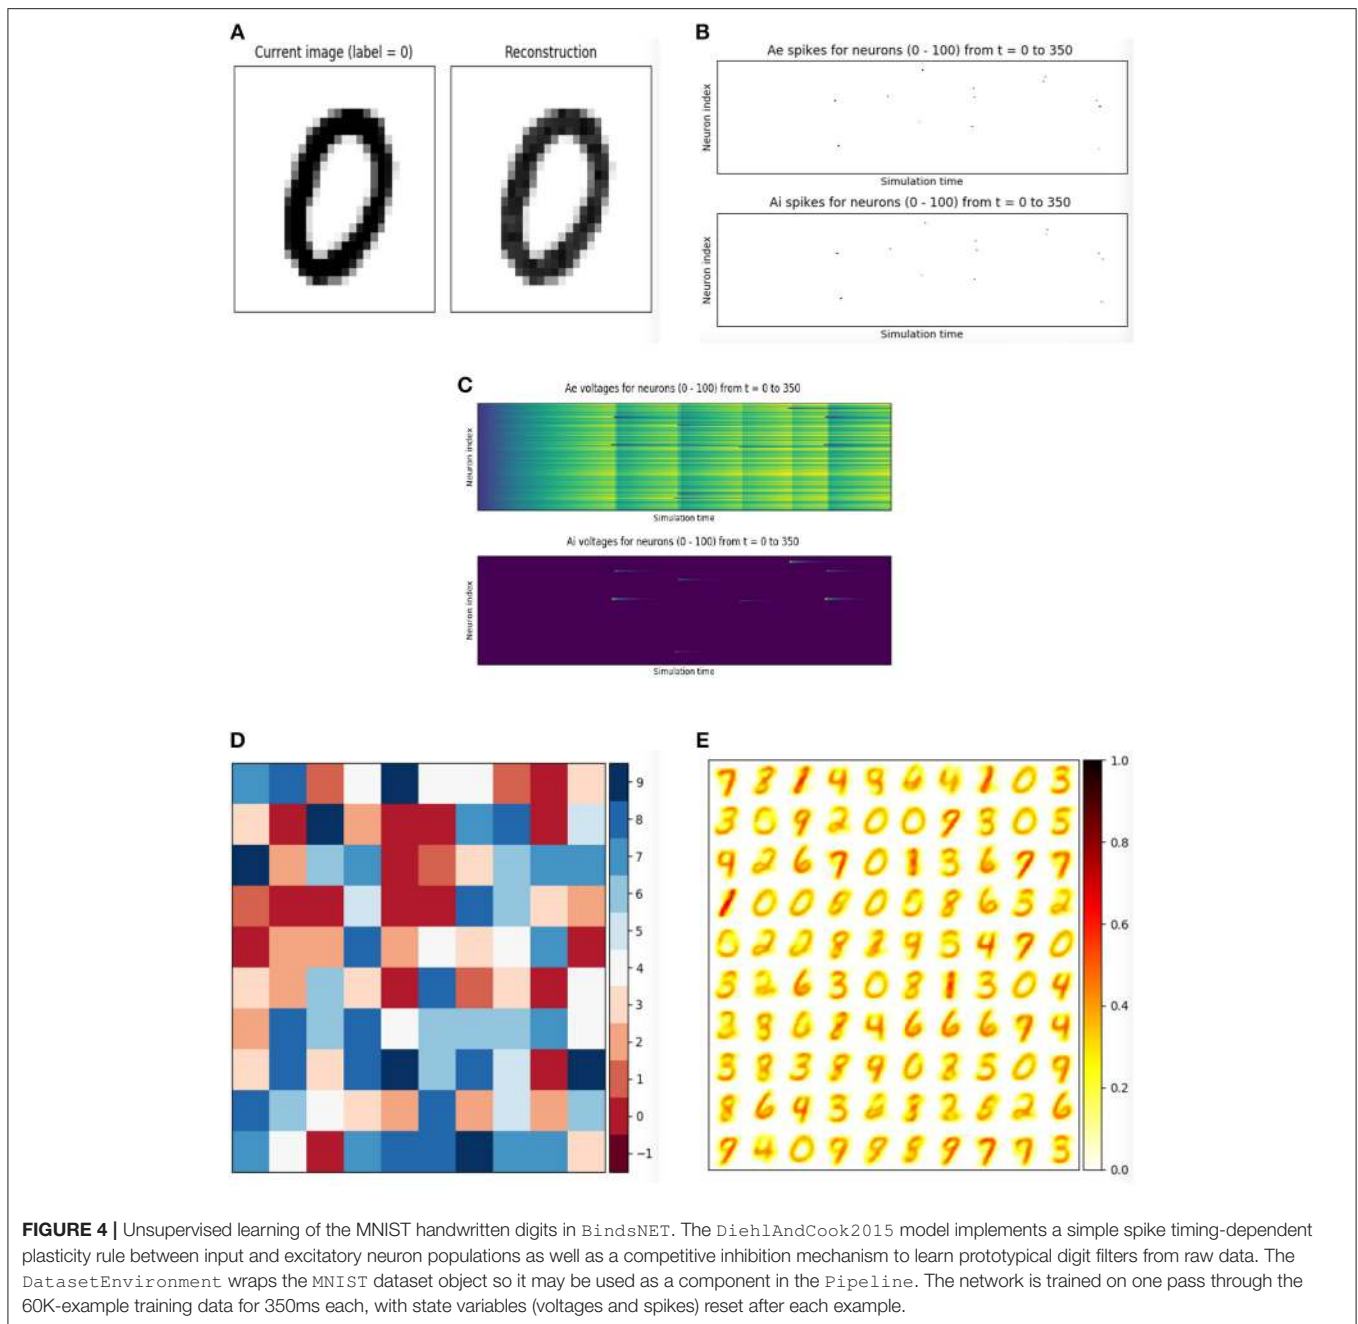 A
Current image (label = 0)
Reconstruction
B
Ae spikes for neurons (0 - 100) from t = 0 to 350
Neuron index
Simulation time
Ai spikes for neurons (0 - 100) from t = 0 to 350
Neuron index
Simulation time
C
Ae voltages for neurons (0 - 100) from t = 0 to 350
Neuron index
Simulation time
Ai voltages for neurons (0 - 100) from t = 0 to 350
Neuron index
Simulation time
D
9
8
7
6
5
4
3
2
1
0
−1
E
1.0
0.8
0.6
0.4
0.2
0.0
FIGURE 4 | Unsupervised learning of the MNIST handwritten digits in BindsNET. The DiehlAndCook2015 model implements a simple spike timing-dependent
plasticity rule between input and excitatory neuron populations as well as a competitive inhibition mechanism to learn prototypical digit filters from raw data. The
DatasetEnvironment wraps the MNIST dataset object so it may be used as a component in the Pipeline. The network is trained on one pass through the
60K-example training data for 350ms each, with state variables (voltages and spikes) reset after each example.